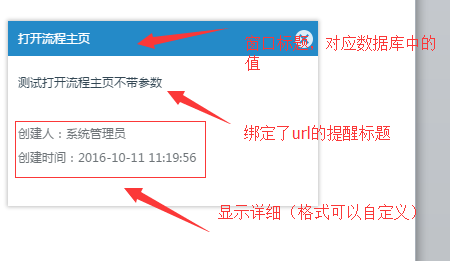 打开流程主页
标题，对应数据库中的
值
测试打开流程主页不带参数
绑定了url的提醒标题
创建人：系统管理员
创建时间：2016-10-11 11:19:56
显示详细（格式可以自定义）